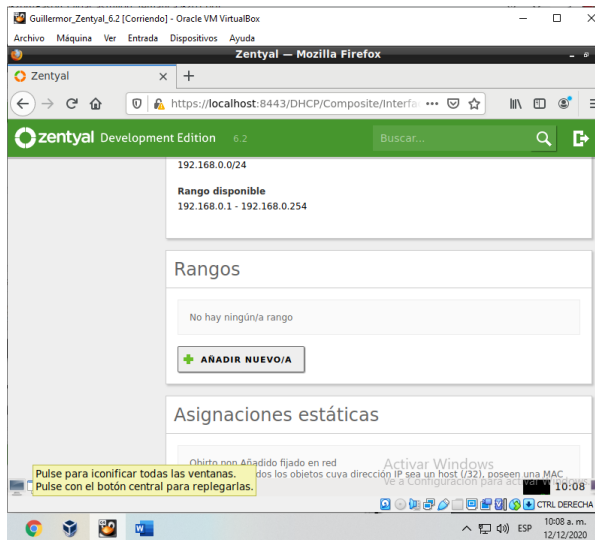 Guillermor_Zentyal_6.2 [Corriendo] - Oracle VM VirtualBox
Archivo Máquina Ver Entrada Dispositivos Ayuda
Zentyal — Mozilla Firefox
Zentyal
https://localhost:8443/DHCP/Composite/Interfa
zentyal Development Edition 6.2
Buscar...
192.168.0.0/24
Rango disponible
192.168.0.1 - 192.168.0.254
Rangos
No hay ningún/a rango
AÑADIR NUEVO/A
Asignaciones estáticas
Objrto non Añadido fijado en red
dos los objetos cuya dirección IP sea un host (/32), poseen una MAC
Activar Windows
Ve a Configuración para activar Windows
Pulse para iconificar todas las ventanas.
Pulse con el botón central para replegarlas.
10:08
CTRL DERECHA
ESP
10:08 a. m.
12/12/2020